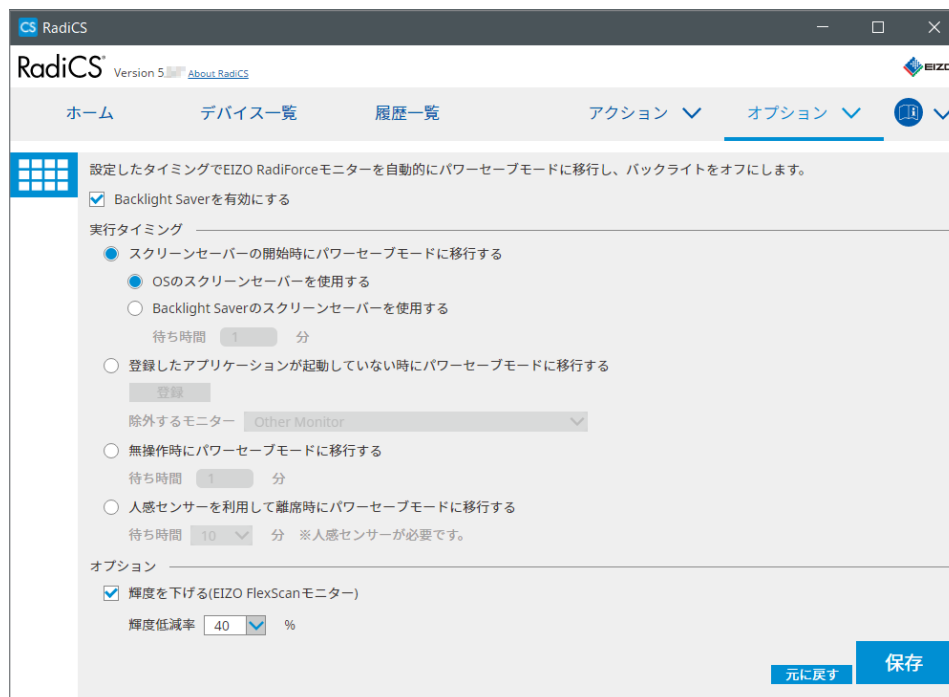 CS RadiCS
RadiCS® Version 5. About RadiCS EIZO
ホーム デバイス一覧 履歴一覧 アクション オプション
設定したタイミングでEIZO RadiForceモニターを自動的にパワーセーブモードに移行し、バックライトをオフにします。
Backlight Saverを有効にする
実行タイミング
スクリーンセーバーの開始時にパワーセーブモードに移行する
OSのスクリーンセーバーを使用する
Backlight Saverのスクリーンセーバーを使用する
待ち時間 1 分
登録したアプリケーションが起動していない時にパワーセーブモードに移行する
登録
除外するモニター Other Monitor
無操作時にパワーセーブモードに移行する
待ち時間 1 分
人感センサーを利用して離席時にパワーセーブモードに移行する
待ち時間 10 分 ※人感センサーが必要です。
オプション
輝度を下げる(EIZO FlexScanモニター)
輝度低減率 40 %
元に戻す 保存